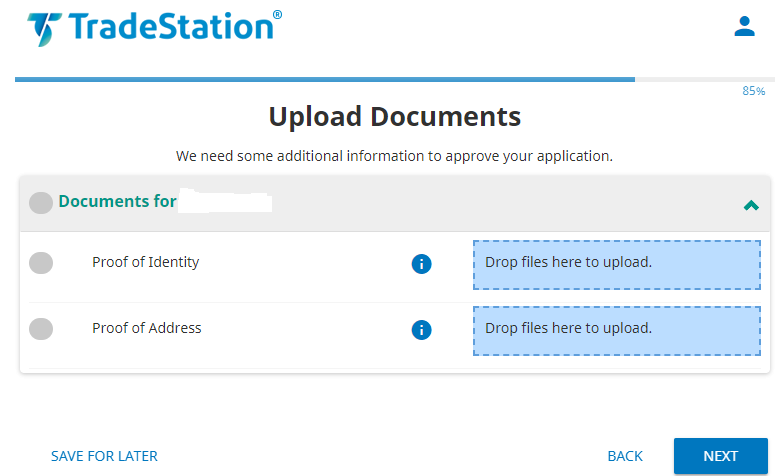 TradeStation®
85%
Upload Documents
We need some additional information to approve your application.
Documents for
Proof of Identity
i
Drop files here to upload.
Proof of Address
i
Drop files here to upload.
SAVE FOR LATER
BACK
NEXT